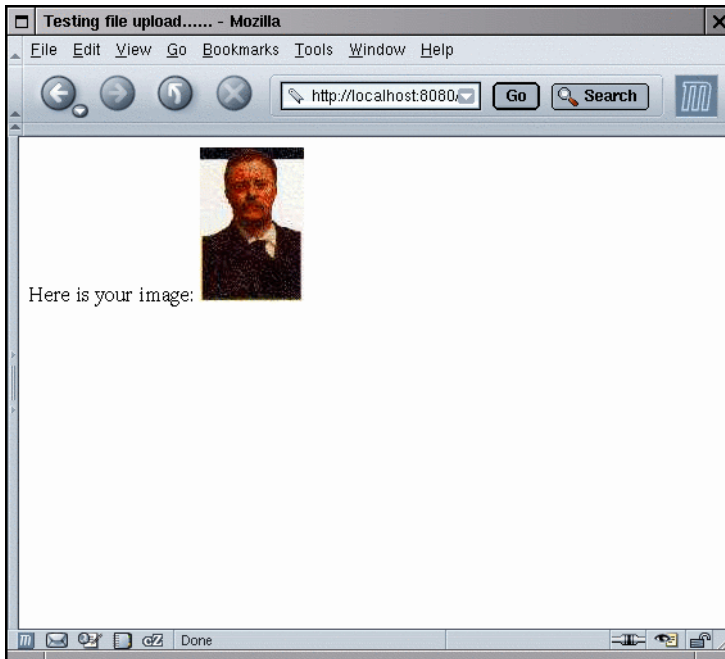 Testing file upload...... - Mozilla
File Edit View Go Bookmarks Tools Window Help
http://localhost:8080/ Go Search
Here is your image:
Done